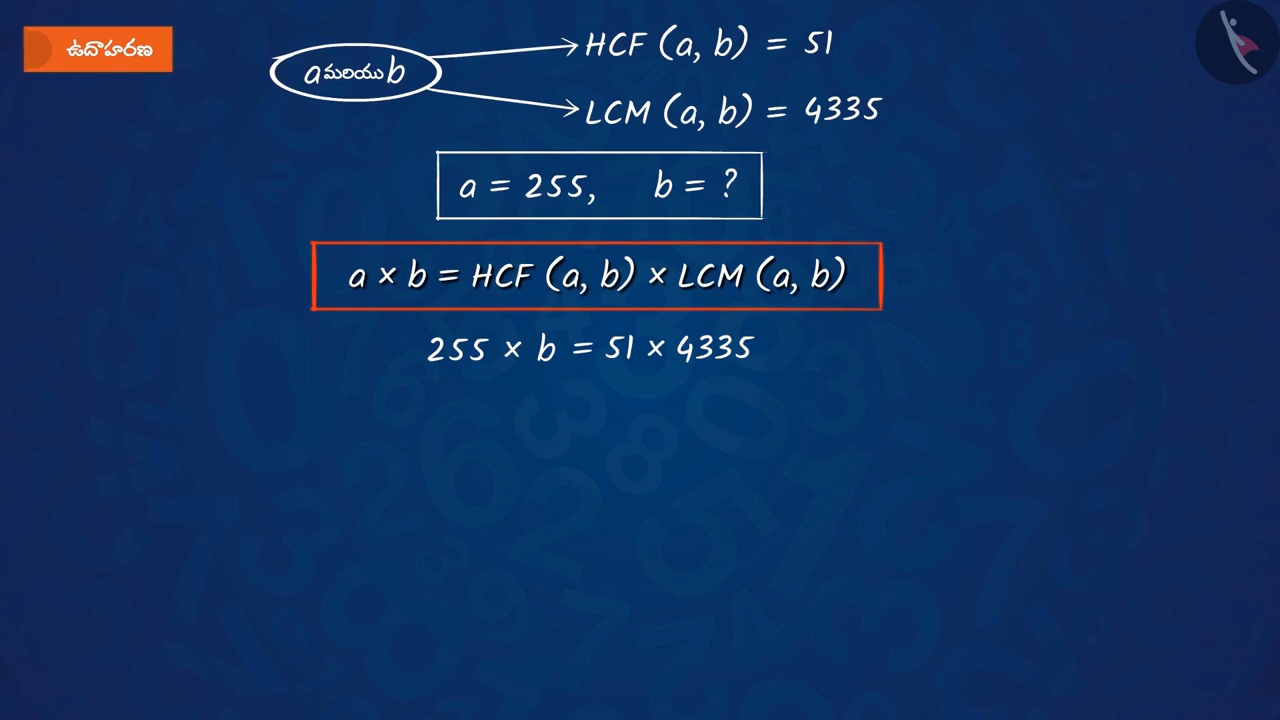 ఉదాహరణ
a మరియు b
HCF (a, b) = 51
LCM (a, b) = 4335
a = 255, b = ?
a × b = HCF (a, b) × LCM (a, b)
255 × b = 51 × 4335